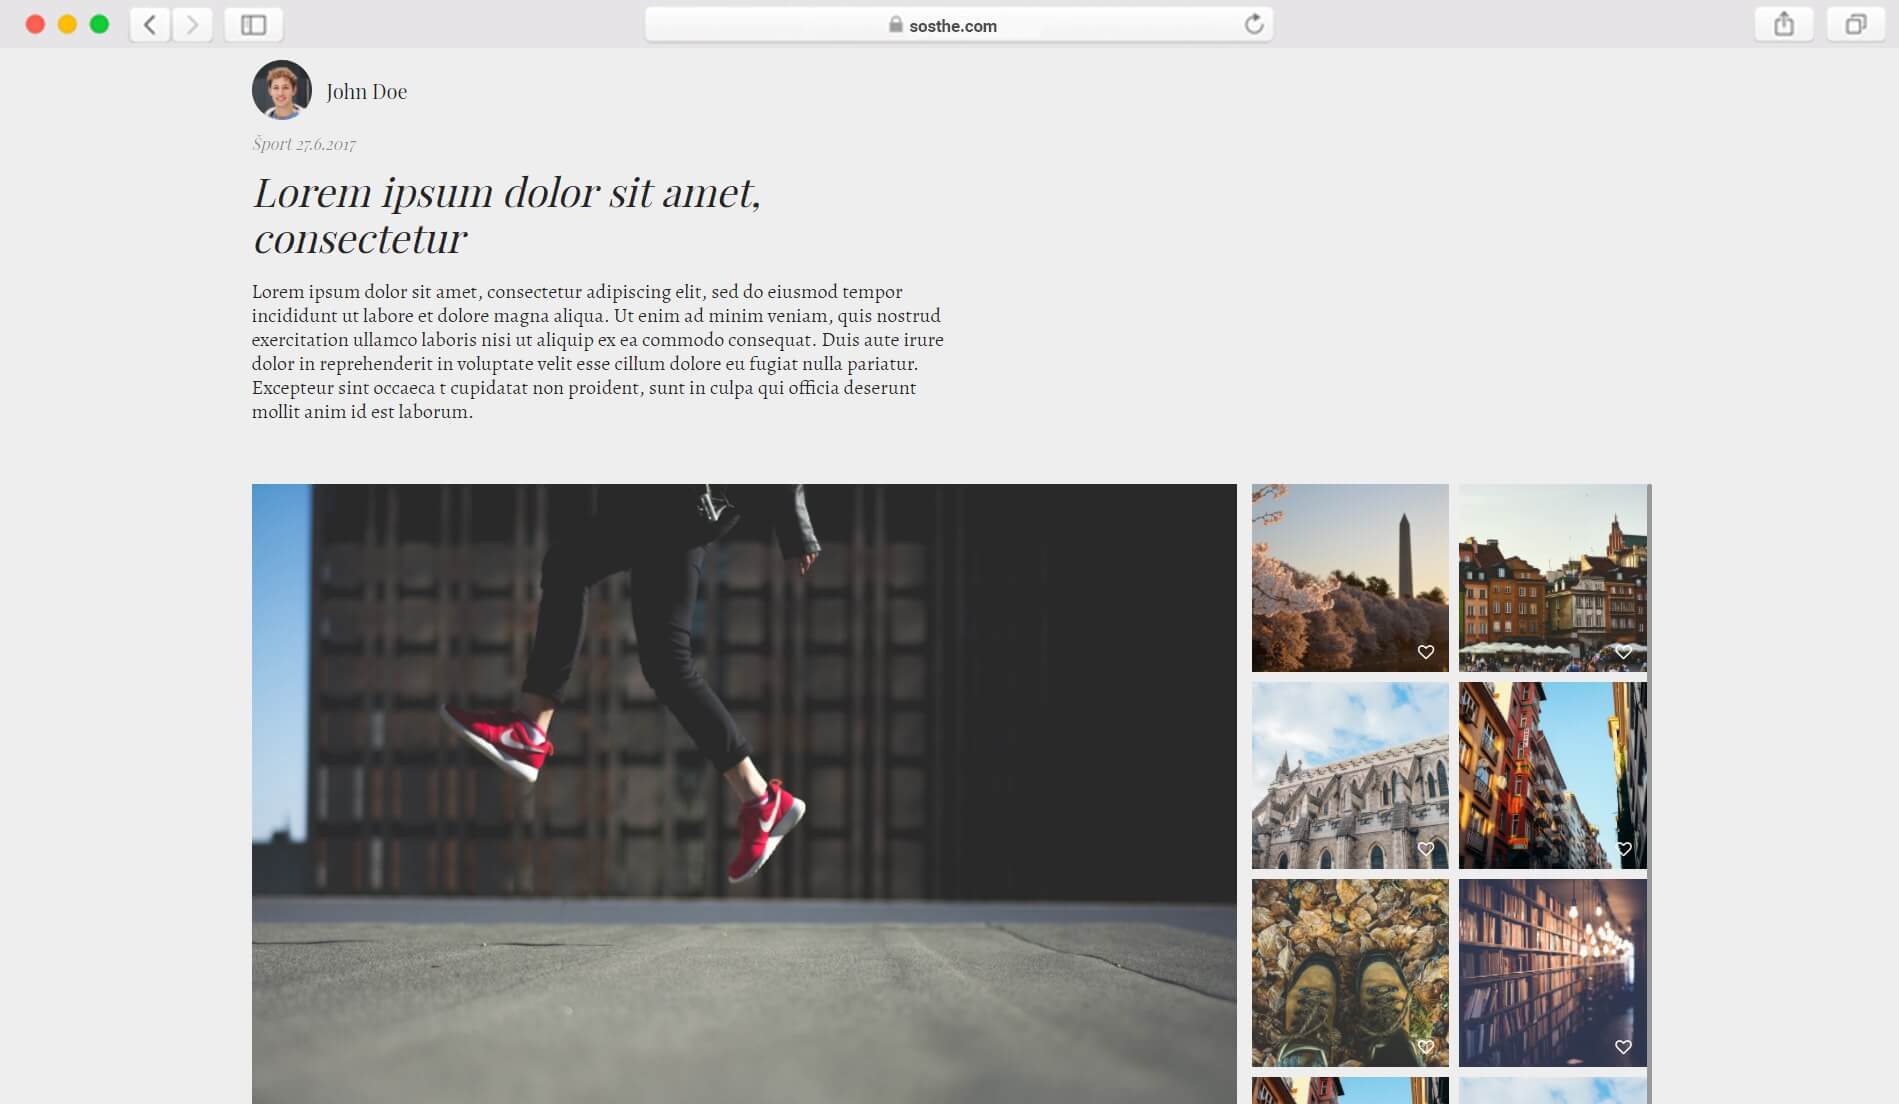 sosthe.com
John Doe
Šport 27.6.2017
Lorem ipsum dolor sit amet,
consectetur
Lorem ipsum dolor sit amet, consectetur adipiscing elit, sed do eiusmod tempor
incididunt ut labore et dolore magna aliqua. Ut enim ad minim veniam, quis nostrud
exercitation ullamco laboris nisi ut aliquip ex ea commodo consequat. Duis aute irure
dolor in reprehenderit in voluptate velit esse cillum dolore eu fugiat nulla pariatur.
Excepteur sint occaeca t cupidatat non proident, sunt in culpa qui officia deserunt
mollit anim id est laborum.